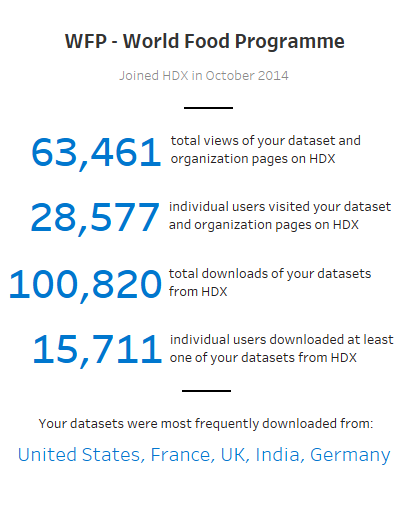 WFP - World Food Programme
Joined HDX in October 2014
63,461
total views of your dataset and
organization pages on HDX
28,577
individual users visited your dataset
and organization pages on HDX
100,820
total downloads of your datasets
from HDX
15,711
individual users downloaded at least
one of your datasets from HDX
Your datasets were most frequently downloaded from:
United States, France, UK, India, Germany